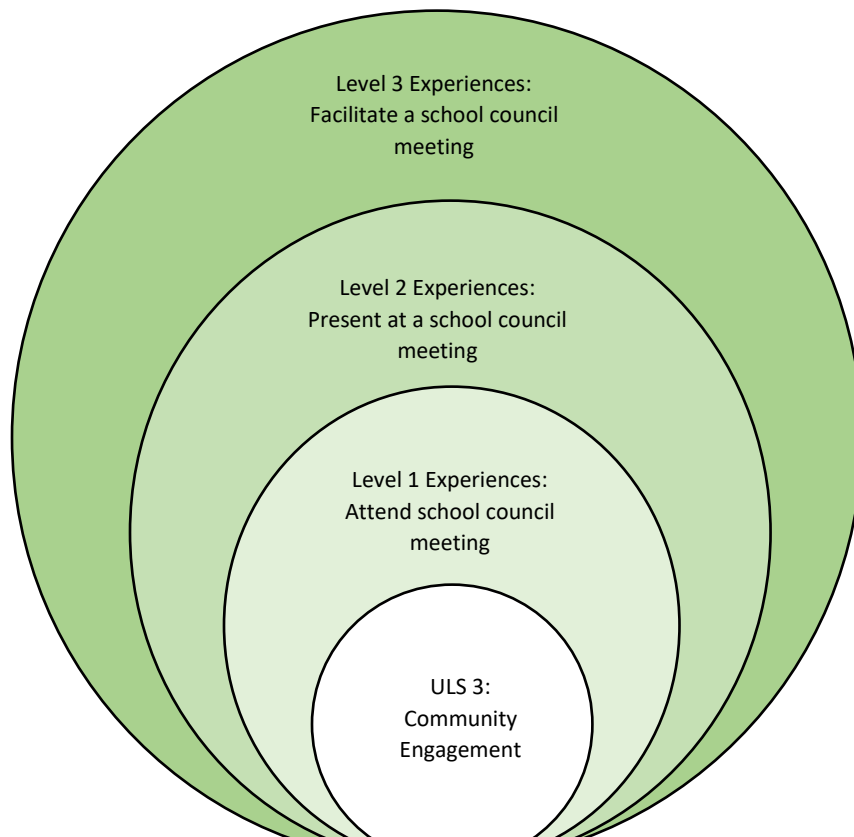 Level 3 Experiences:
Facilitate a school council
meeting
Level 2 Experiences:
Present at a school council
meeting
Level 1 Experiences:
Attend school council
meeting
ULS 3:
Community
Engagement